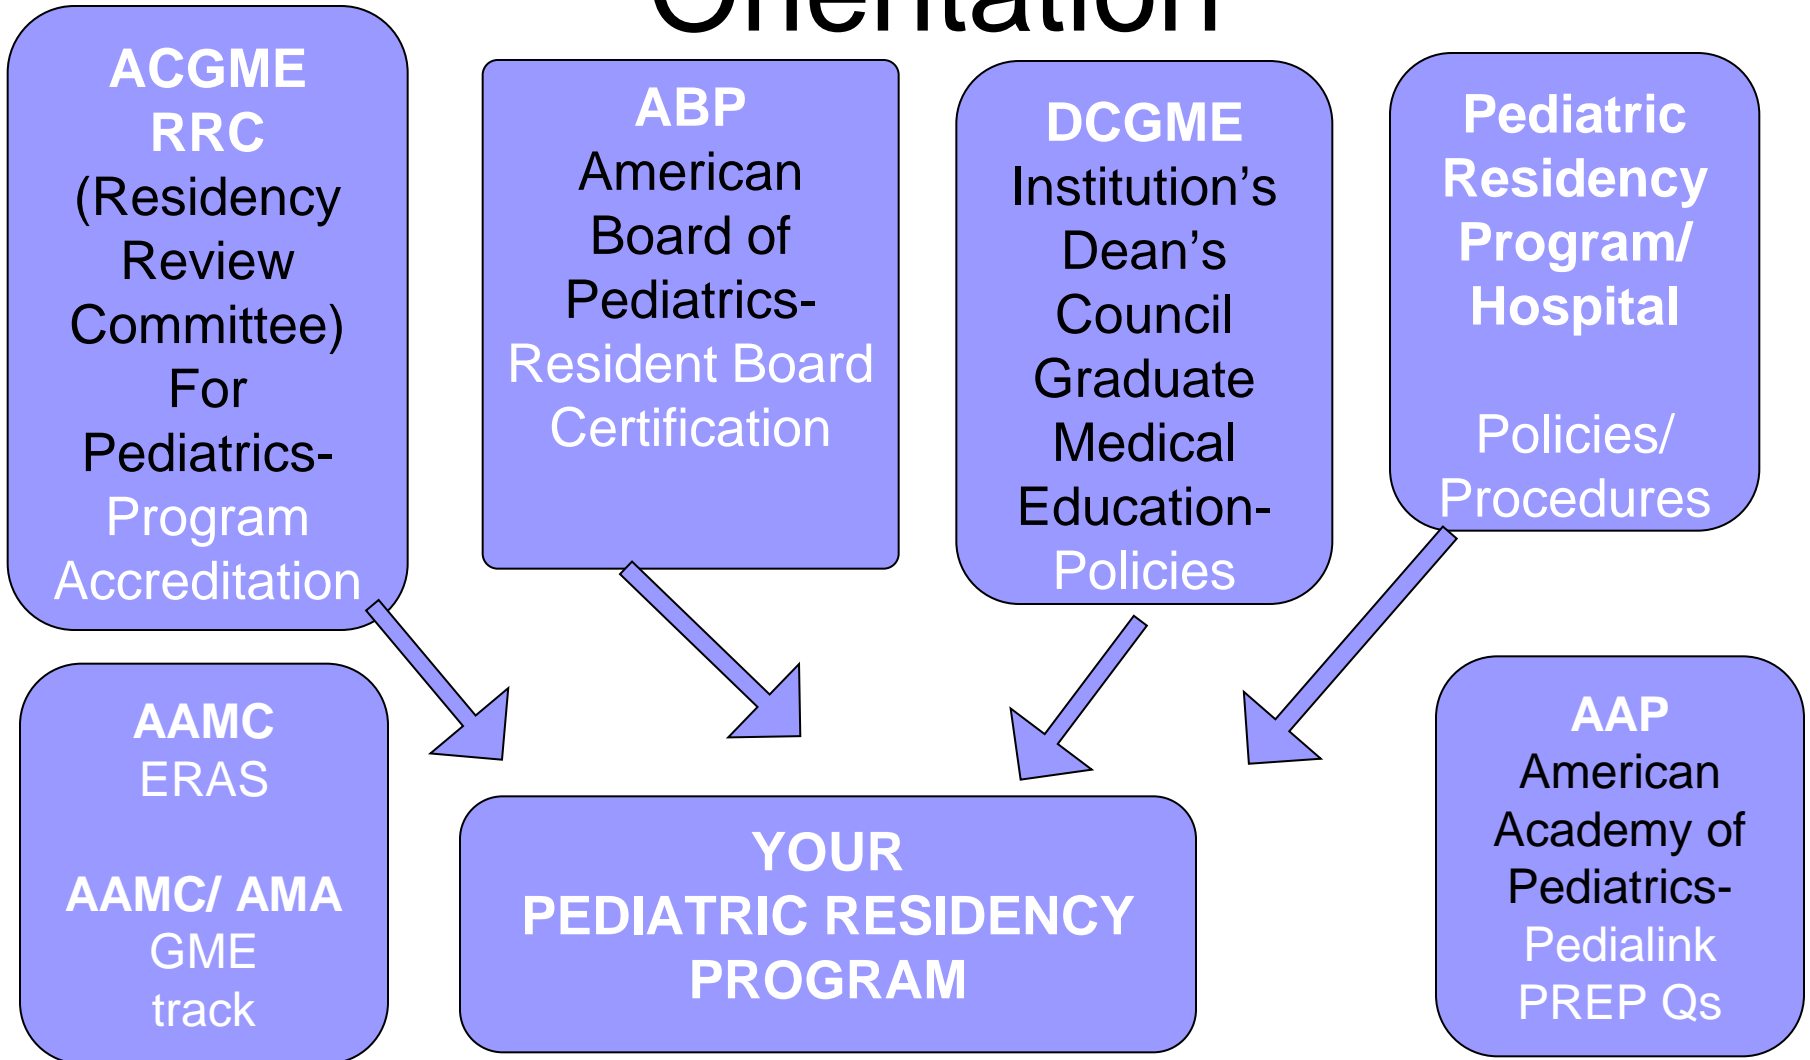 Orientation
ACGME
RRC
(Residency
Review
Committee)
For
Pediatrics-
Program
Accreditation
ABP
American
Board of
Pediatrics-
Resident Board
Certification
DCGME
Institution’s
Dean’s
Council
Graduate
Medical
Education-
Policies
Pediatric
Residency
Program/
Hospital
Policies/
Procedures
AAMC
ERAS
AAMC/ AMA
GME
track
YOUR
PEDIATRIC RESIDENCY
PROGRAM
AAP
American
Academy of
Pediatrics-
Pedialink
PREP Qs